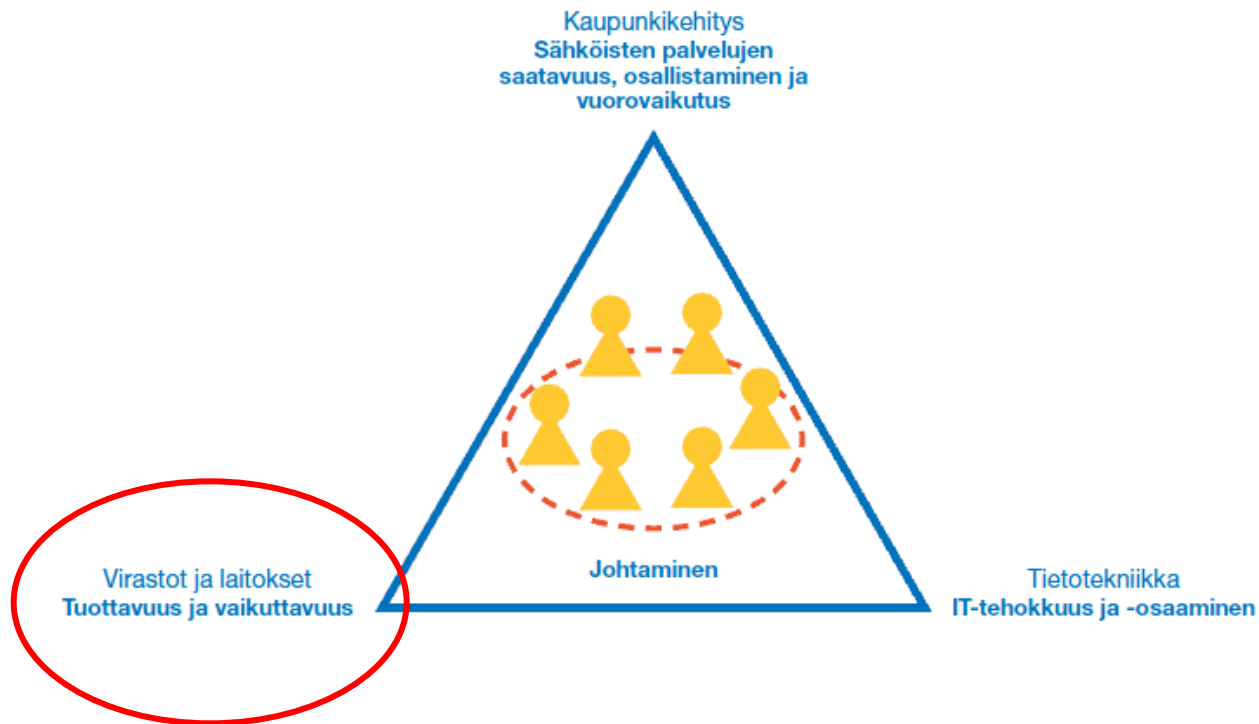 Kaupunkikehitys
Sähköisten palvelujen
saatavuus, osallistaminen ja
vuorovaikutus
Johtaminen
Virastot ja laitokset
Tuottavuus ja vaikuttavuus
Tietotekniikka
IT-tehokkuus ja -osaaminen